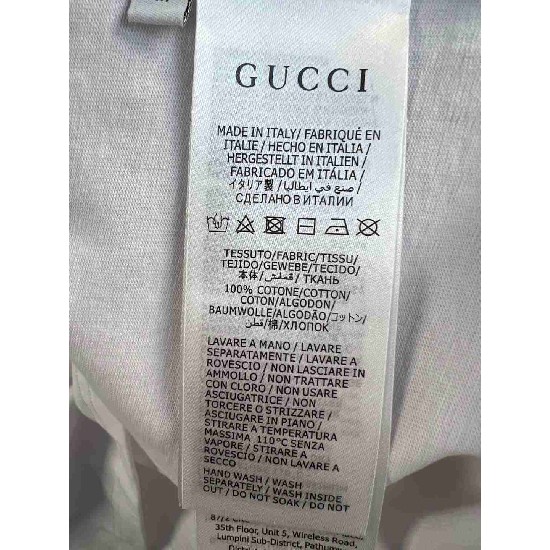 GUCCI
MADE IN ITALY/ FABRIQUÉ EN
ITALIE / HECHO EN ITALIA/
HERGESTELLT IN ITALIEN /
FABRICADO EM ITÁLIA/
イタリア製 / صنع في ايطاليا /
СДЕЛАНО В ИТАЛИИ
TESSUTO/FABRIC/TISSU/
TEJIDO/GEWEBE/TECIDO/
本体/ قملش / ТКАНЬ
100% COTONE/COTTON/
COTON/ALGODON/
BAUMWOLLE/ALGODÃO/コットン/
棉/قطن/ХЛОПОК
LAVARE A MANO / LAVARE
SEPARATAMENTE / LAVARE A
ROVESCIO / NON LASCIARE IN
AMMOLLO / NON TRATTARE
CON CLORO / NON USARE
ASCIUGATRICE / NON
TORCERE O STRIZZARE /
ASCIUGARE IN PIANO /
STIRARE A TEMPERATURA
MASSIMA 110°C SENZA
VAPORE / STIRARE A
ROVESCIO / NON LAVARE A
SECCO
HAND WASH / WASH
SEPARATELY / WASH INSIDE
OUT / DO NOT SOAK / DO NOT
35th Floor, Unit 5, Wireless Road,
Lumpini Sub-District, Pathumw